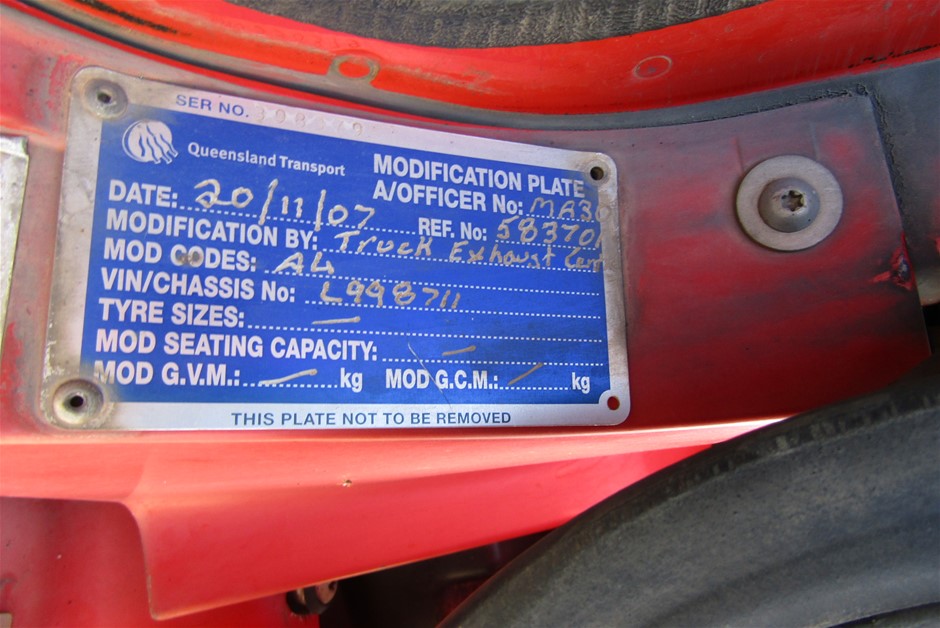 SER NO.
Queensland Transport
MODIFICATION PLATE
A/OFFICER No:
DATE: 20/11/07
REF. No: 583701
MODIFICATION BY: Truck Exhaust Cen
MOD CODES: A4
VIN/CHASSIS No: L998711
TYRE SIZES: —
MOD SEATING CAPACITY: —
MOD G.V.M.: — kg MOD G.C.M.: — kg
THIS PLATE NOT TO BE REMOVED